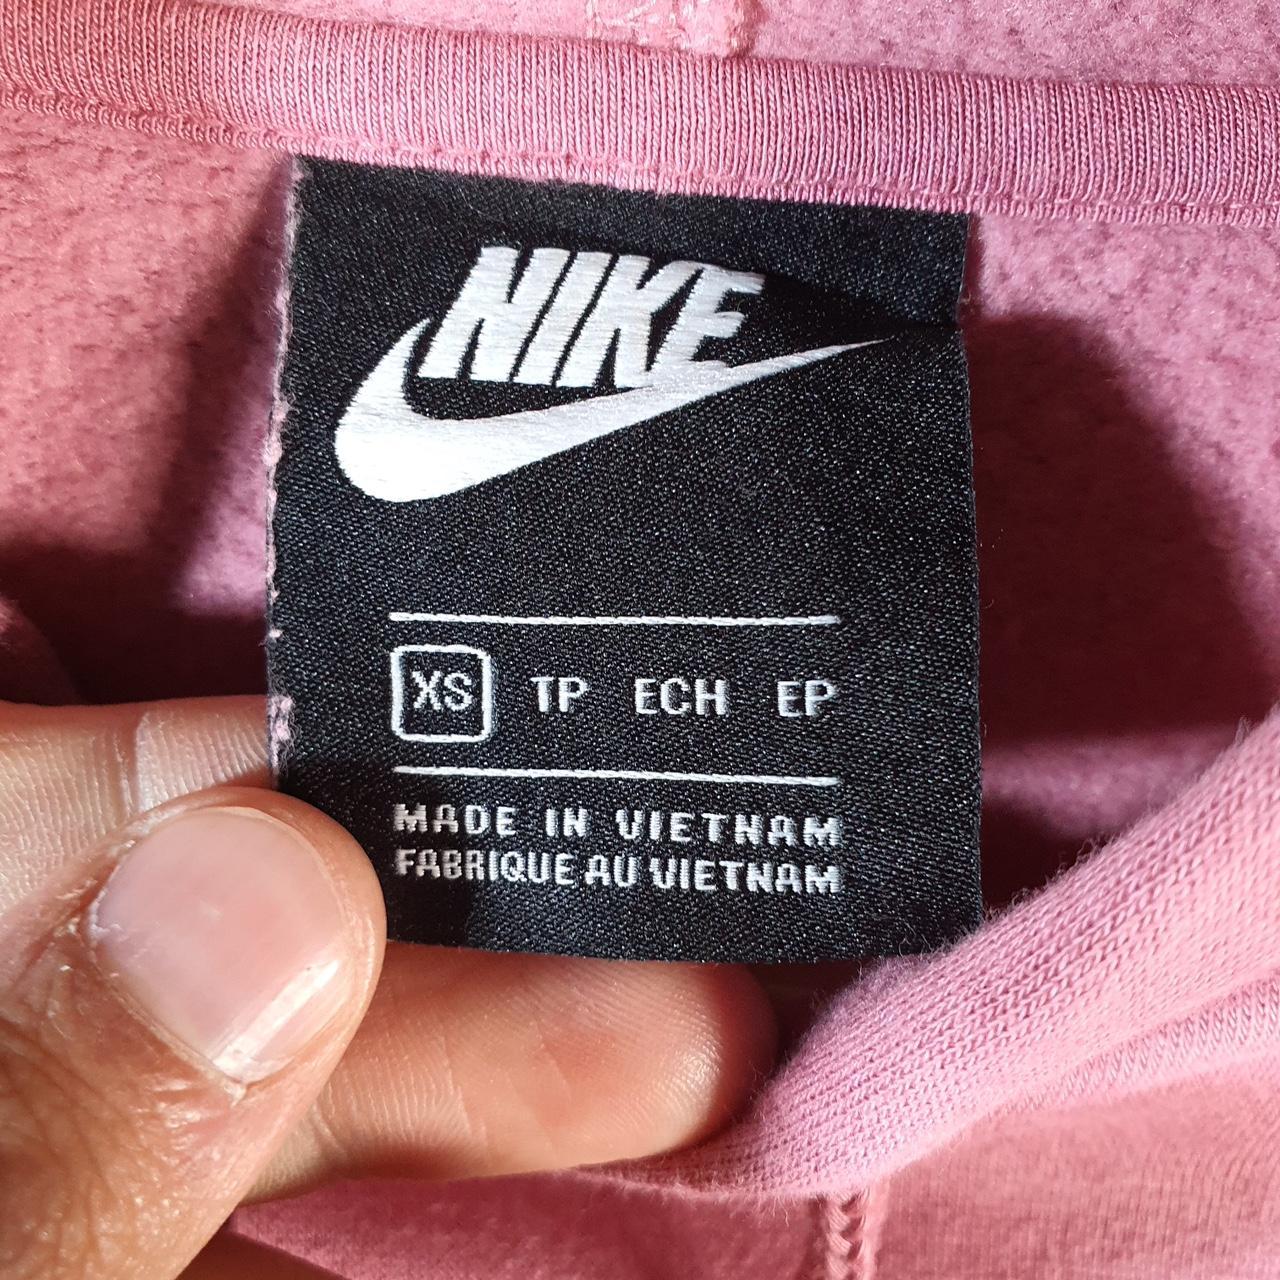 NIKE
XS TP ECH EP
MADE IN VIETNAM
FABRIQUE AU VIETNAM